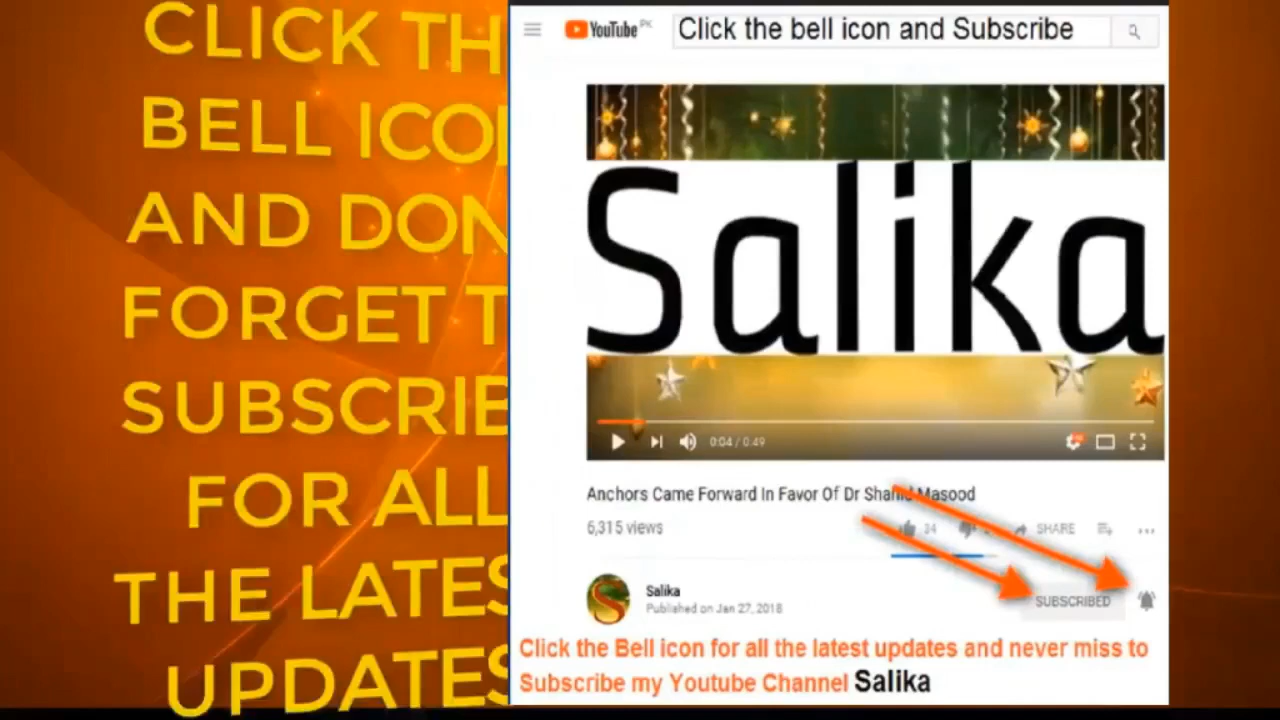 CLICK TH
BELL ICO
AND DON
FORGET T
SUBSCRIB
FOR ALL
THE LATES
UPDATES
YouTube PK
Click the bell icon and Subscribe
Salika
0:04 / 0:49
Anchors Came Forward In Favor Of Dr Shahid Masood
6,315 views
34
SHARE
Salika
Published on Jan 27, 2018
SUBSCRIBED
Click the Bell icon for all the latest updates and never miss to
Subscribe my Youtube Channel Salika